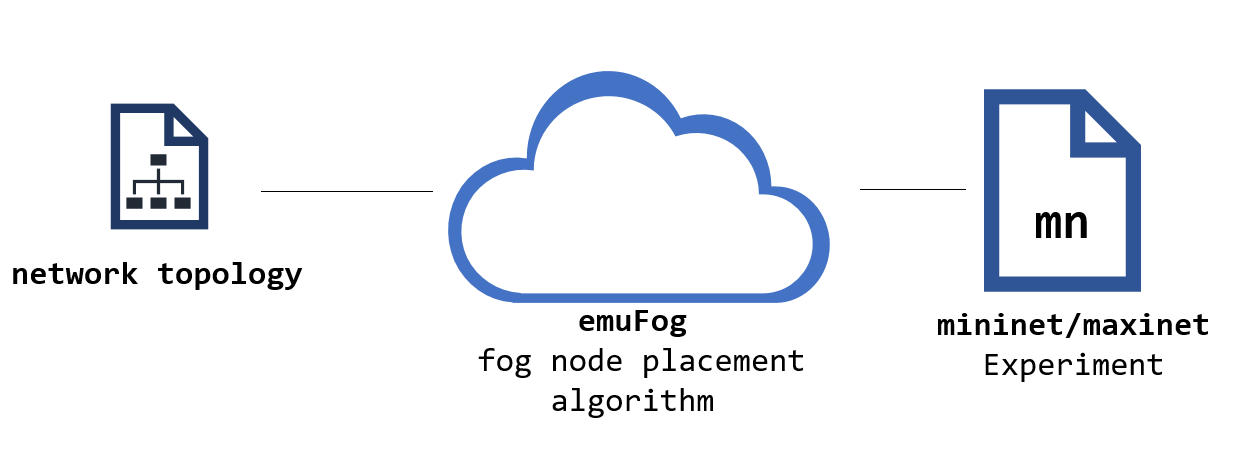 mn
network topology
emuFog
fog node placement
algorithm
mininet/maxinet
Experiment